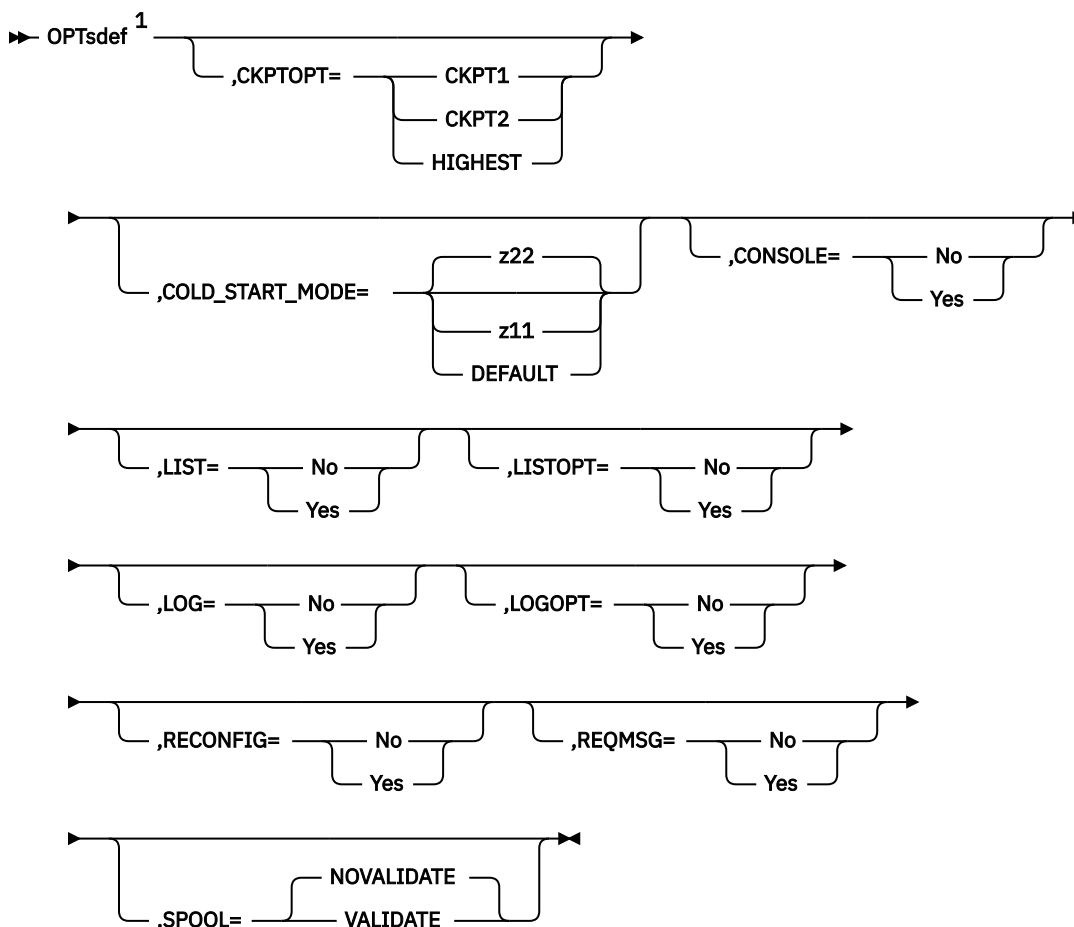 OPTsdef 1
,CKPTOPT= CKPT1
CKPT2
HIGHEST
,COLD_START_MODE= z22
z11
DEFAULT
,CONSOLE= No
Yes
,LIST= No
Yes
,LISTOPT= No
Yes
,LOG= No
Yes
,LOGOPT= No
Yes
,RECONFIG= No
Yes
,REQMSG= No
Yes
,SPOOL= NOVALIDATE
VALIDATE